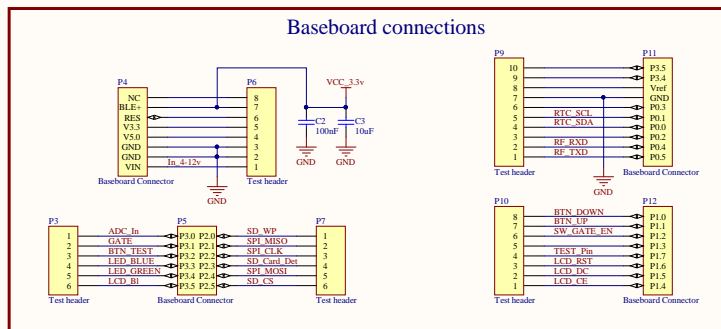 Baseboard connections
P4
NC
BLE+
RES
V3.3
V5.0
GND
GND
VIN
Baseboard Connector
In_4-12v
GND
P6
8
7
6
5
4
3
2
1
Test header
VCC_3.3v
C2
100nF
C3
10uF
GND
GND
P9
10
9
8
7
6
5
4
3
2
1
Test header
RTC_SCL
RTC_SDA
RF_RXD
RF_TXD
GND
P11
P3.5
P3.4
Vref
GND
P0.3
P0.1
P0.0
P0.2
P0.4
P0.5
Baseboard Connector
P3
1
2
3
4
5
6
Test header
ADC_In
GATE
BTN_TEST
LED_BLUE
LED_GREEN
LCD_Bl
P5
P3.0 P2.0
P3.1 P2.1
P3.2 P2.2
P3.3 P2.3
P3.4 P2.4
P3.5 P2.5
Baseboard Connector
SD_WP
SPI_MISO
SPI_CLK
SD_Card_Det
SPI_MOSI
SD_CS
P7
1
2
3
4
5
6
Test header
P10
8
7
6
5
4
3
2
1
Test header
BTN_DOWN
BTN_UP
SW_GATE_EN
TEST_Pin
LCD_RST
LCD_DC
LCD_CE
P12
P1.0
P1.1
P1.2
P1.3
P1.7
P1.6
P1.5
P1.4
Baseboard Connector